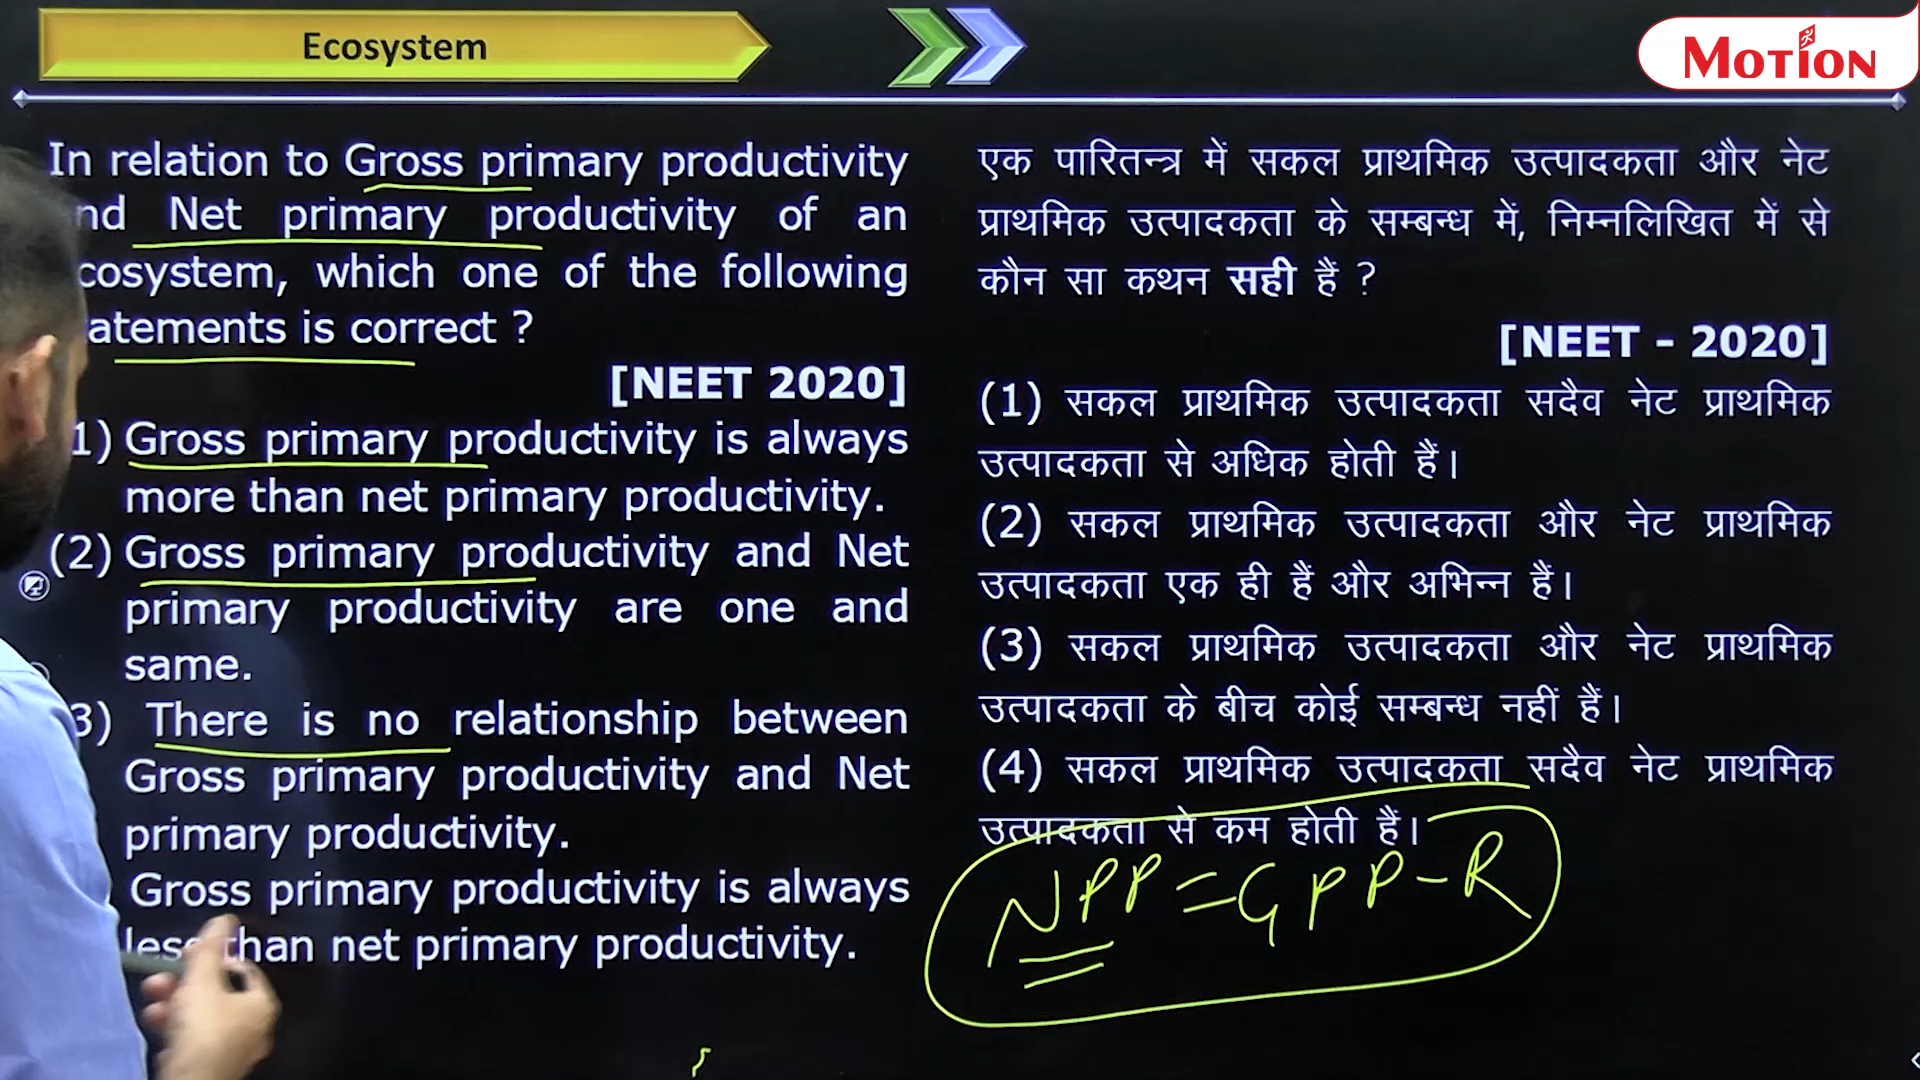 Ecosystem
MOTION
In relation to Gross primary productivity
nd Net primary productivity of an
cosystem, which one of the following
atements is correct ?
[NEET 2020]
1) Gross primary productivity is always
more than net primary productivity.
(2) Gross primary productivity and Net
primary productivity are one and
same.
3) There is no relationship between
Gross primary productivity and Net
primary productivity.
Gross primary productivity is always
less than net primary productivity.
एक पारितन्त्र में सकल प्राथमिक उत्पादकता और नेट
प्राथमिक उत्पादकता के सम्बन्ध में, निम्नलिखित में से
कौन सा कथन सही हैं ?
[NEET - 2020]
(1) सकल प्राथमिक उत्पादकता सदैव नेट प्राथमिक
उत्पादकता से अधिक होती हैं।
(2) सकल प्राथमिक उत्पादकता और नेट प्राथमिक
उत्पादकता एक ही हैं और अभिन्न हैं।
(3) सकल प्राथमिक उत्पादकता और नेट प्राथमिक
उत्पादकता के बीच कोई सम्बन्ध नहीं हैं।
(4) सकल प्राथमिक उत्पादकता सदैव नेट प्राथमिक
उत्पादकता से कम होती हैं।
NPP = GPP - R